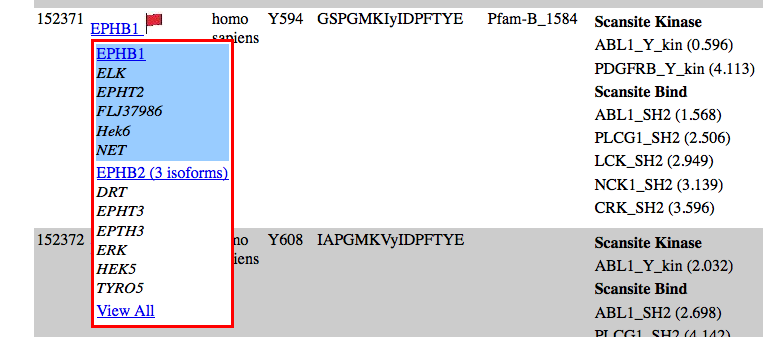 152371 EPHB1 homo sapiens Y594 GSPGMKIyIDPFTYE Pfam-B_1584
EPHB1
ELK
EPHT2
FLJ37986
Hek6
NET
EPHB2 (3 isoforms)
DRT
EPHT3
EPTH3
ERK
HEK5
TYRO5
View All
Scansite Kinase
ABL1_Y_kin (0.596)
PDGFRB_Y_kin (4.113)
Scansite Bind
ABL1_SH2 (1.568)
PLCG1_SH2 (2.506)
LCK_SH2 (2.949)
NCK1_SH2 (3.139)
CRK_SH2 (3.596)
152372 mo iens Y608 IAPGMKVyIDPFTYE
Scansite Kinase
ABL1_Y_kin (2.032)
Scansite Bind
ABL1_SH2 (2.698)
PLCG1_SH2 (4.142)